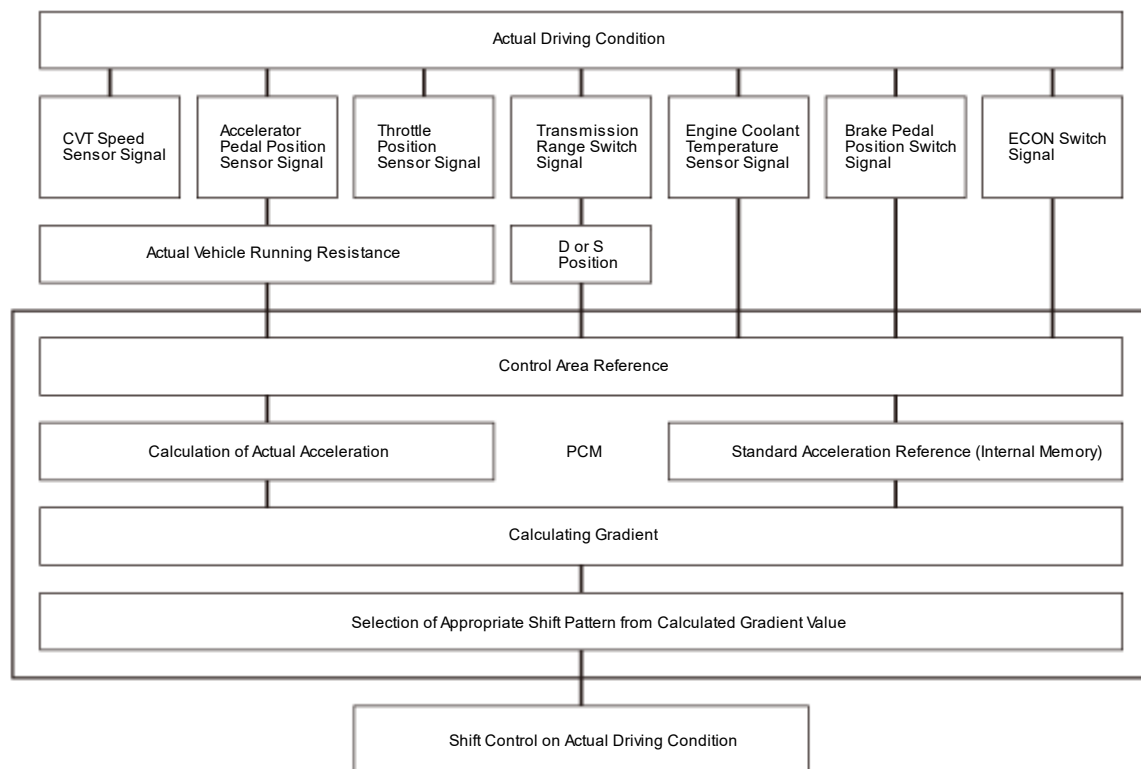 Actual Driving Condition
CVT Speed
Sensor Signal
Accelerator
Pedal Position
Sensor Signal
Throttle
Position
Sensor Signal
Transmission
Range Switch
Signal
Engine Coolant
Temperature
Sensor Signal
Brake Pedal
Position Switch
Signal
ECON Switch
Signal
Actual Vehicle Running Resistance
D or S
Position
Control Area Reference
Calculation of Actual Acceleration
PCM
Standard Acceleration Reference (Internal Memory)
Calculating Gradient
Selection of Appropriate Shift Pattern from Calculated Gradient Value
Shift Control on Actual Driving Condition